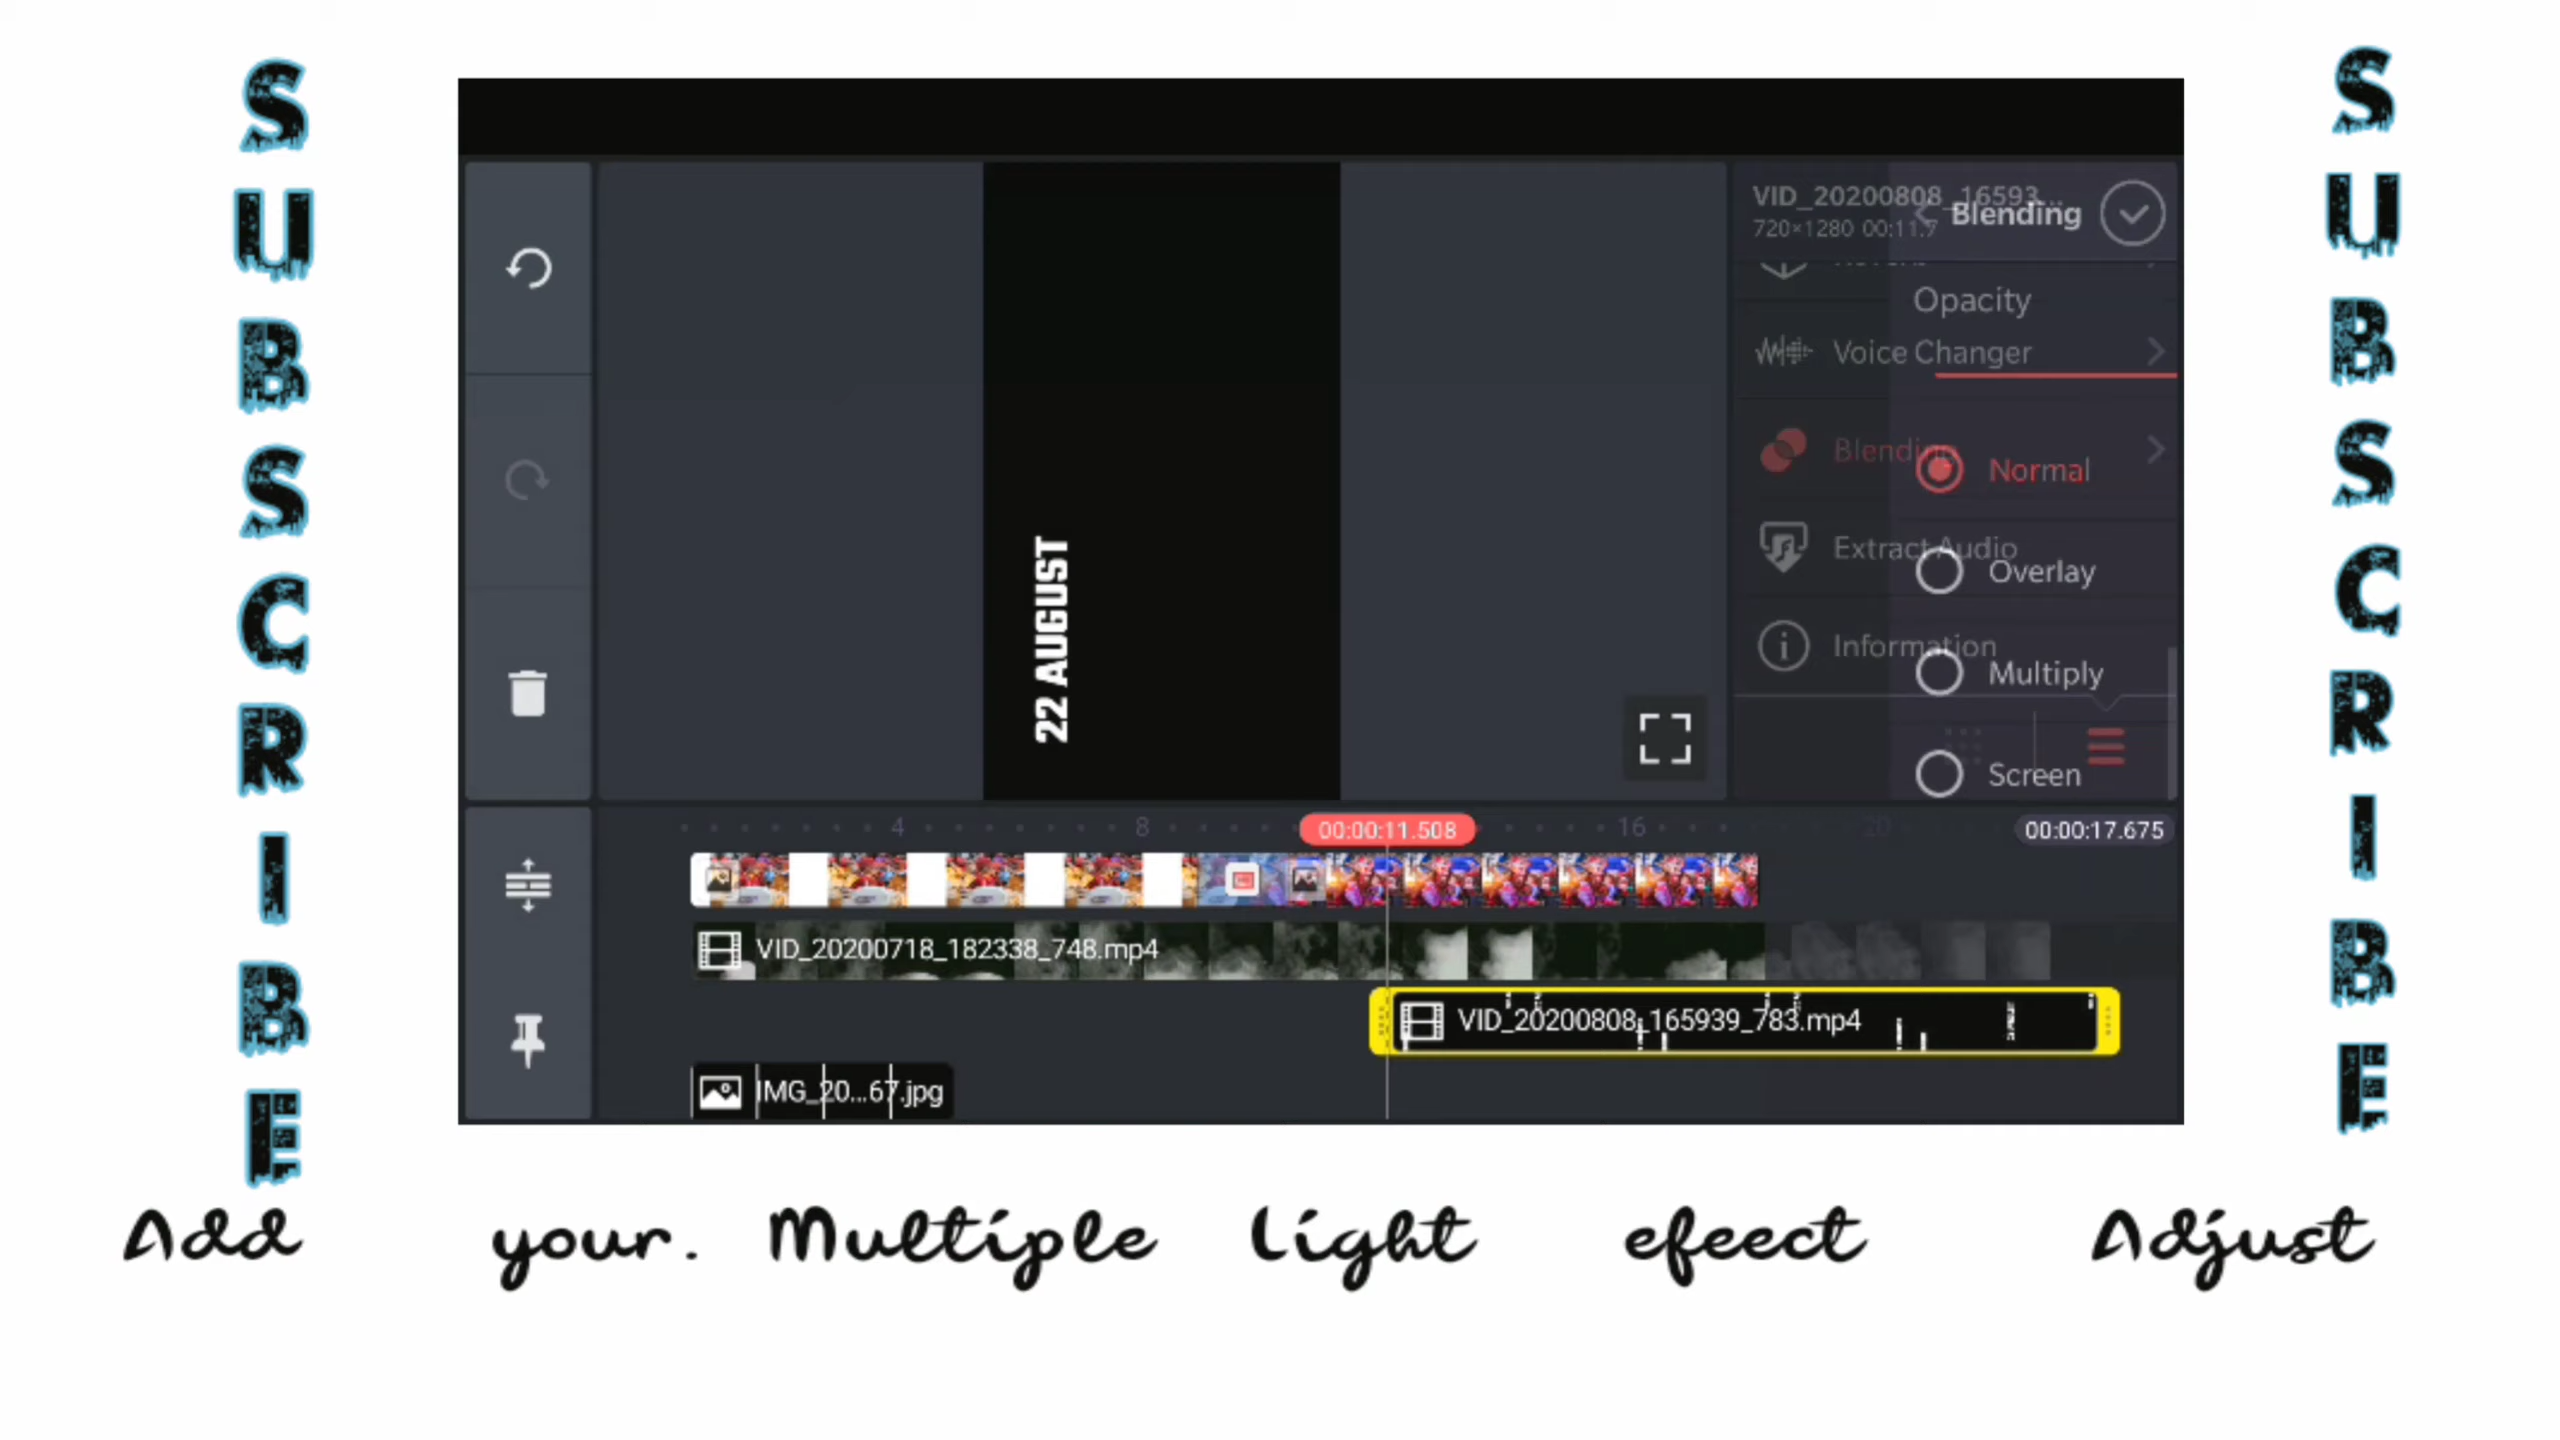 SUBSCRIBE
SUBSCRIBE
VID_20200808_16593...
720×1280 00:11.7
Blending
Opacity
Voice Changer
Blending
Normal
Extract Audio
Overlay
Information
Multiply
Screen
22 AUGUST
4 8 00:00:11.508 16 20 00:00:17.675
VID_20200718_182338_748.mp4
VID_20200808_165939_783.mp4
IMG_20...67.jpg
Add your. Multiple Light efeect Adjust